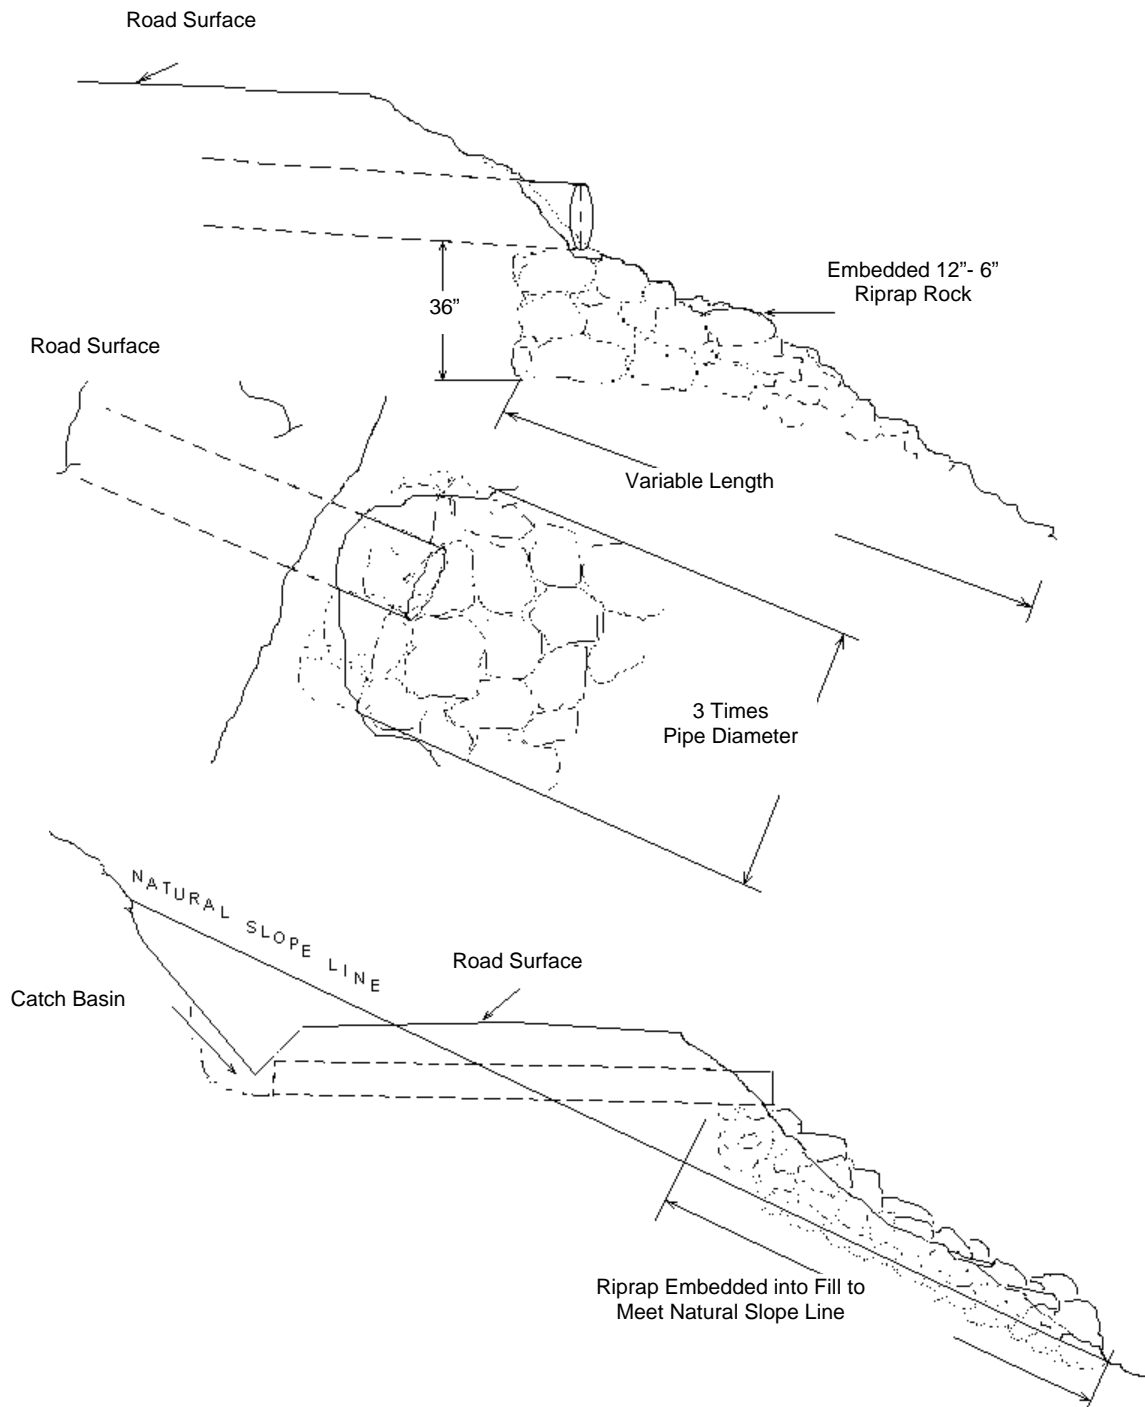 Road Surface
Embedded 12”- 6”
Riprap Rock
36”
Road Surface
Variable Length
3 Times
Pipe Diameter
NATURAL SLOPE LINE
Road Surface
Catch Basin
Riprap Embedded into Fill to
Meet Natural Slope Line